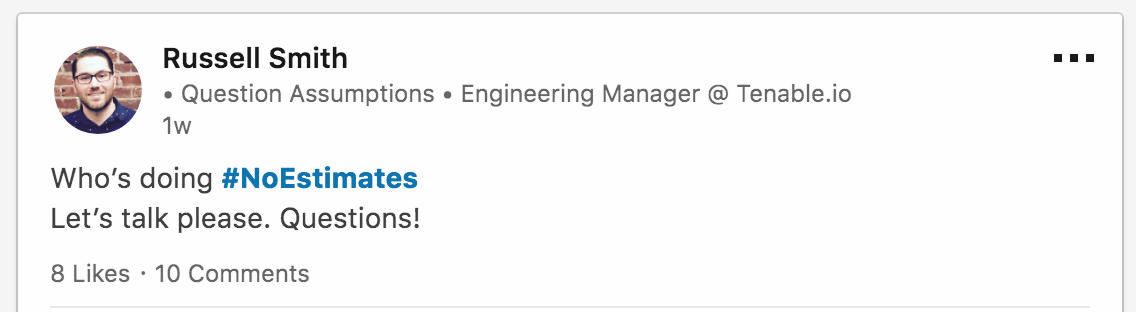 Russell Smith
• Question Assumptions • Engineering Manager @ Tenable.io
1w
Who’s doing #NoEstimates
Let’s talk please. Questions!
8 Likes · 10 Comments